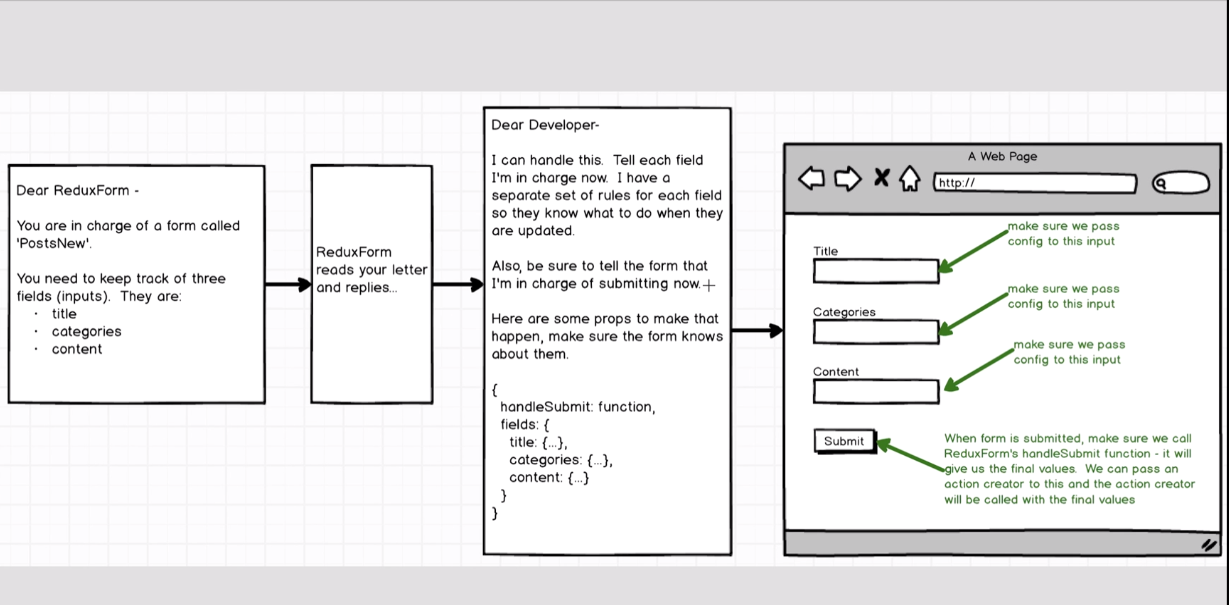 Dear ReduxForm -
You are in charge of a form called
'PostsNew'.
You need to keep track of three
fields (inputs).  They are:
· title
· categories
· content
ReduxForm
reads your letter
and replies...
Dear Developer-
I can handle this.  Tell each field
I'm in charge now.  I have a
separate set of rules for each field
so they know what to do when they
are updated.
Also, be sure to tell the form that
I'm in charge of submitting now.
Here are some props to make that
happen, make sure the form knows
about them.
{
handleSubmit: function,
fields: {
title: {...},
categories: {...},
content: {...}
}
}
A Web Page
http://
make sure we pass
config to this input
Title
make sure we pass
config to this input
Categories
make sure we pass
config to this input
Content
Submit
When form is submitted, make sure we call
ReduxForm's handleSubmit function - it will
give us the final values.  We can pass an
action creator to this and the action creator
will be called with the final values